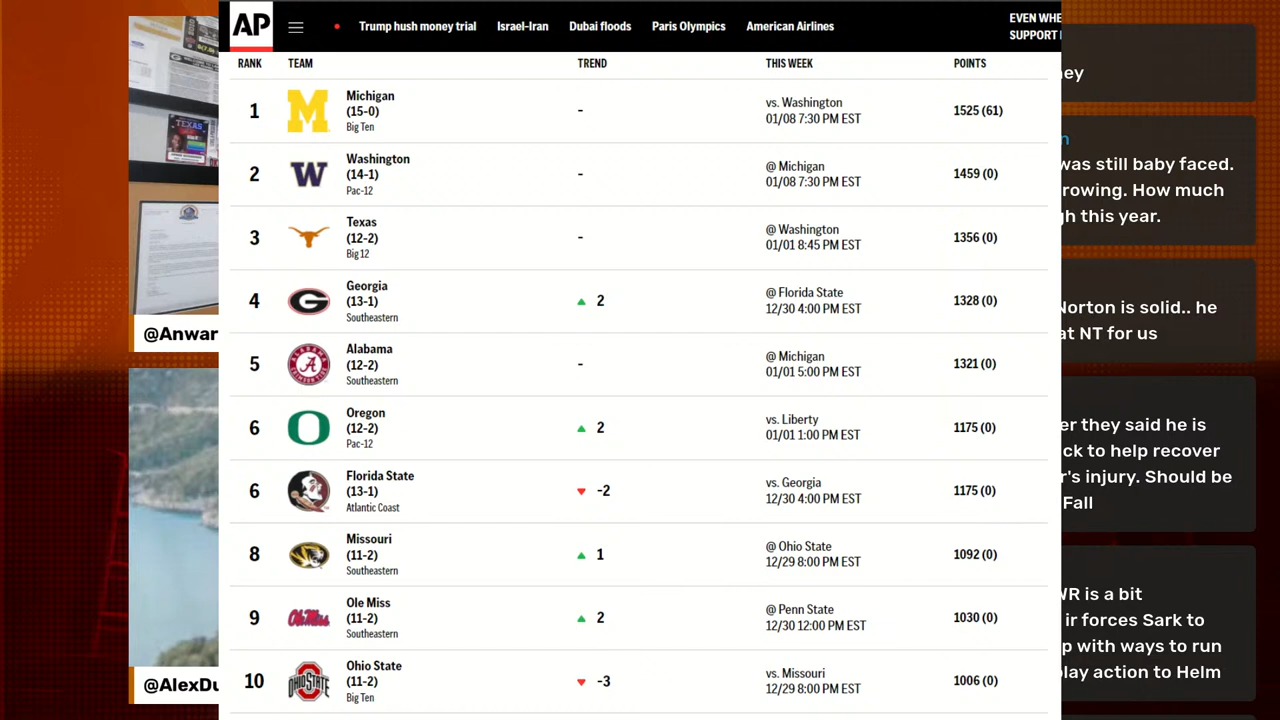 AP
Trump hush money trial Israel-Iran Dubai floods Paris Olympics American Airlines
EVEN WHE
SUPPORT
RANK TEAM TREND THIS WEEK POINTS
1 Michigan (15-0) Big Ten - vs. Washington 01/08 7:30 PM EST 1525 (61)
2 Washington (14-1) Pac-12 - @ Michigan 01/08 7:30 PM EST 1459 (0)
3 Texas (12-2) Big 12 - @ Washington 01/01 8:45 PM EST 1356 (0)
4 Georgia (13-1) Southeastern 2 @ Florida State 12/30 4:00 PM EST 1328 (0)
5 Alabama (12-2) Southeastern - @ Michigan 01/01 5:00 PM EST 1321 (0)
6 Oregon (12-2) Pac-12 2 vs. Liberty 01/01 1:00 PM EST 1175 (0)
6 Florida State (13-1) Atlantic Coast -2 vs. Georgia 12/30 4:00 PM EST 1175 (0)
8 Missouri (11-2) Southeastern 1 @ Ohio State 12/29 8:00 PM EST 1092 (0)
9 Ole Miss (11-2) Southeastern 2 @ Penn State 12/30 12:00 PM EST 1030 (0)
10 Ohio State (11-2) Big Ten -3 vs. Missouri 12/29 8:00 PM EST 1006 (0)
TEXAS
@Anwar
@AlexDu
ey
n
was still baby faced.
rowing. How much
gh this year.
Norton is solid.. he
at NT for us
er they said he is
ck to help recover
r's injury. Should be
Fall
WR is a bit
ir forces Sark to
p with ways to run
lay action to Helm